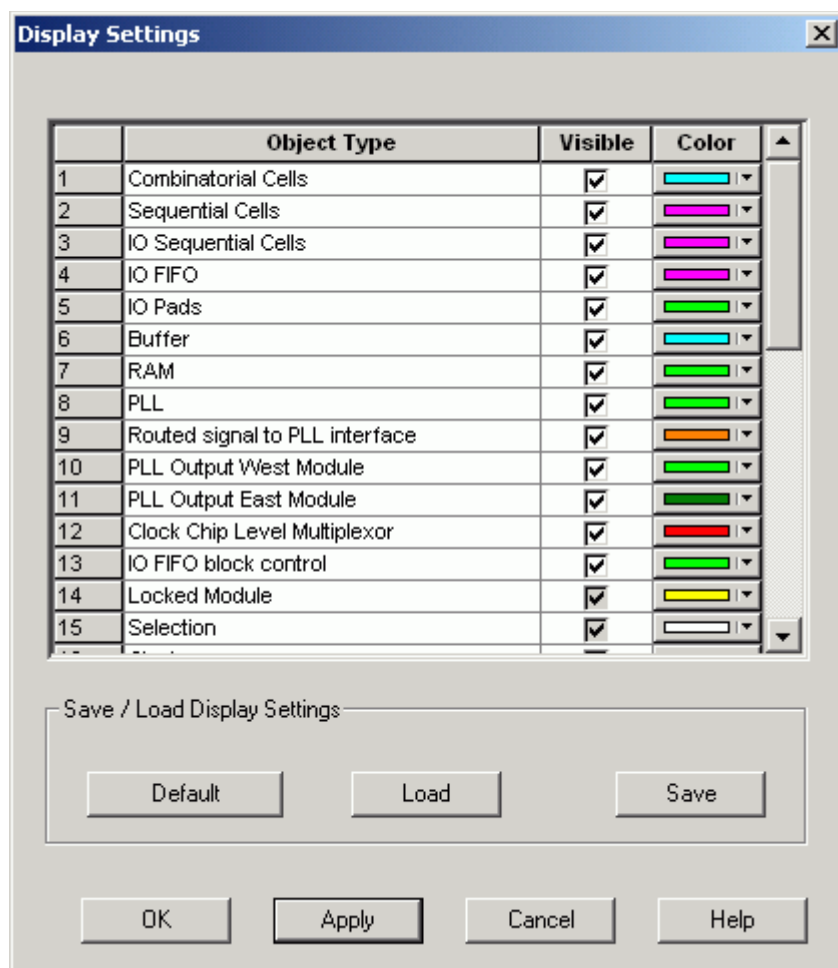 Display Settings
Object Type Visible Color
1 Combinatorial Cells
2 Sequential Cells
3 IO Sequential Cells
4 IO FIFO
5 IO Pads
6 Buffer
7 RAM
8 PLL
9 Routed signal to PLL interface
10 PLL Output West Module
11 PLL Output East Module
12 Clock Chip Level Multiplexor
13 IO FIFO block control
14 Locked Module
15 Selection
Save / Load Display Settings
Default Load Save
OK Apply Cancel Help